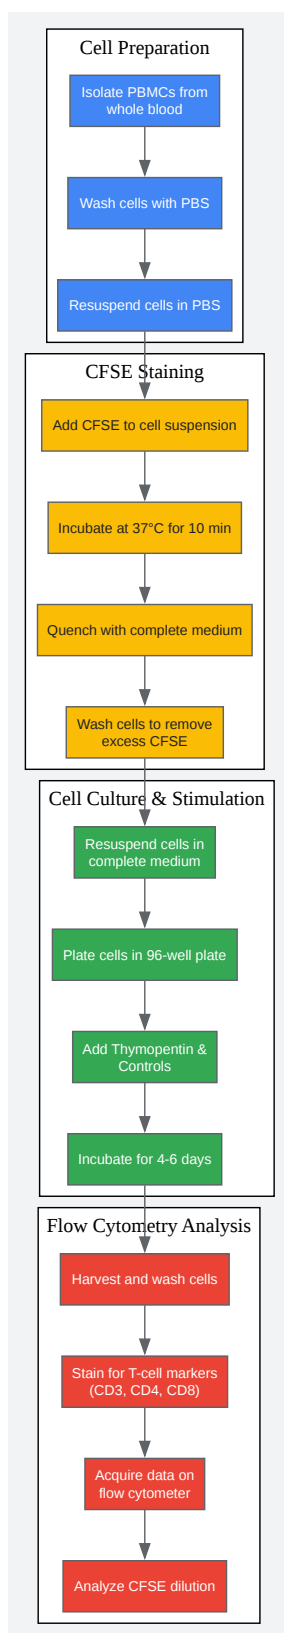 Cell Preparation
Isolate PBMCs from
whole blood
Wash cells with PBS
Resuspend cells in PBS
CFSE Staining
Add CFSE to cell suspension
Incubate at 37°C for 10 min
Quench with complete medium
Wash cells to remove
excess CFSE
Cell Culture & Stimulation
Resuspend cells in
complete medium
Plate cells in 96-well plate
Add Thymopentin &
Controls
Incubate for 4-6 days
Flow Cytometry Analysis
Harvest and wash cells
Stain for T-cell markers
(CD3, CD4, CD8)
Acquire data on
flow cytometer
Analyze CFSE dilution